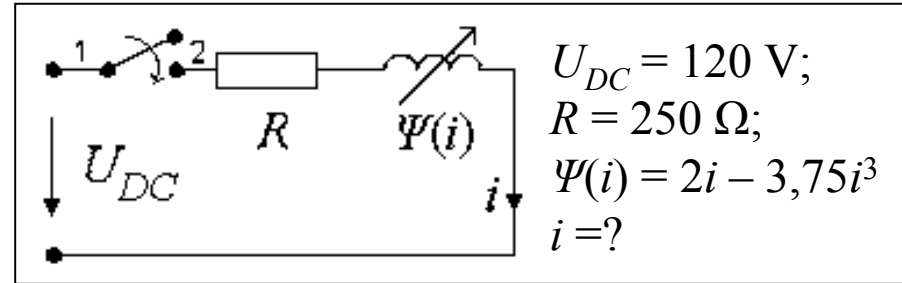 1 2
R Ψ(i)
U_DC
i
U_DC = 120 V;
R = 250 Ω;
Ψ(i) = 2i – 3,75i³
i =?